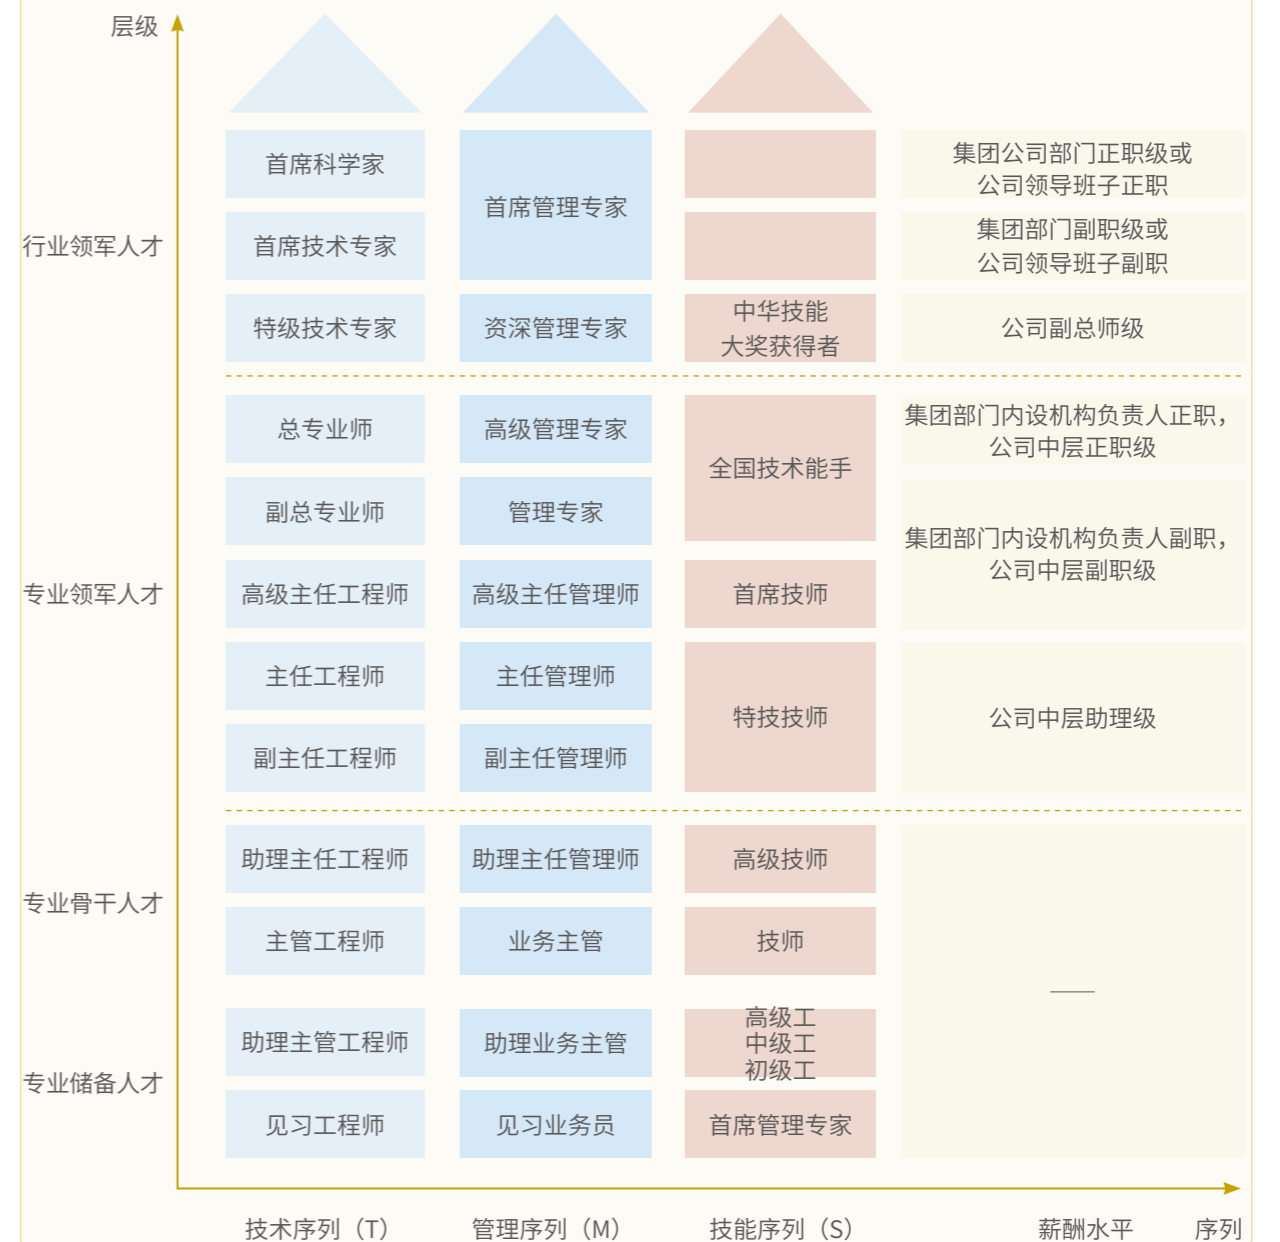 层级
首席科学家
首席管理专家
集团公司部门正职级或
公司领导班子正职
行业领军人才
首席技术专家
集团部门副职级或
公司领导班子副职
特级技术专家
资深管理专家
中华技能
大奖获得者
公司副总师级
总专业师
高级管理专家
全国技术能手
集团部门内设机构负责人正职，
公司中层正职级
副总专业师
管理专家
集团部门内设机构负责人副职，
公司中层副职级
专业领军人才
高级主任工程师
高级主任管理师
首席技师
主任工程师
主任管理师
特技技师
公司中层助理级
副主任工程师
副主任管理师
助理主任工程师
助理主任管理师
高级技师
专业骨干人才
主管工程师
业务主管
技师
——
助理主管工程师
助理业务主管
高级工
中级工
初级工
专业储备人才
见习工程师
见习业务员
首席管理专家
技术序列（T）
管理序列（M）
技能序列（S）
薪酬水平
序列